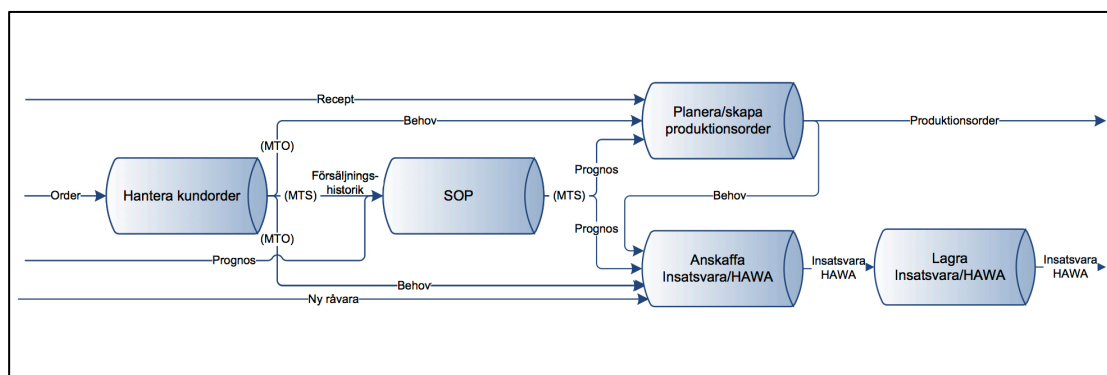 Recept
Behov
(MTO)
Planera/skapa
produktionsorder
Produktionsorder
Order
Hantera kundorder
(MTS)
Försäljnings-
historik
SOP
(MTS)
Prognos
Behov
Prognos
(MTO)
Prognos
Behov
Ny råvara
Anskaffa
Insatsvara/HAWA
Insatsvara
HAWA
Lagra
Insatsvara/HAWA
Insatsvara
HAWA